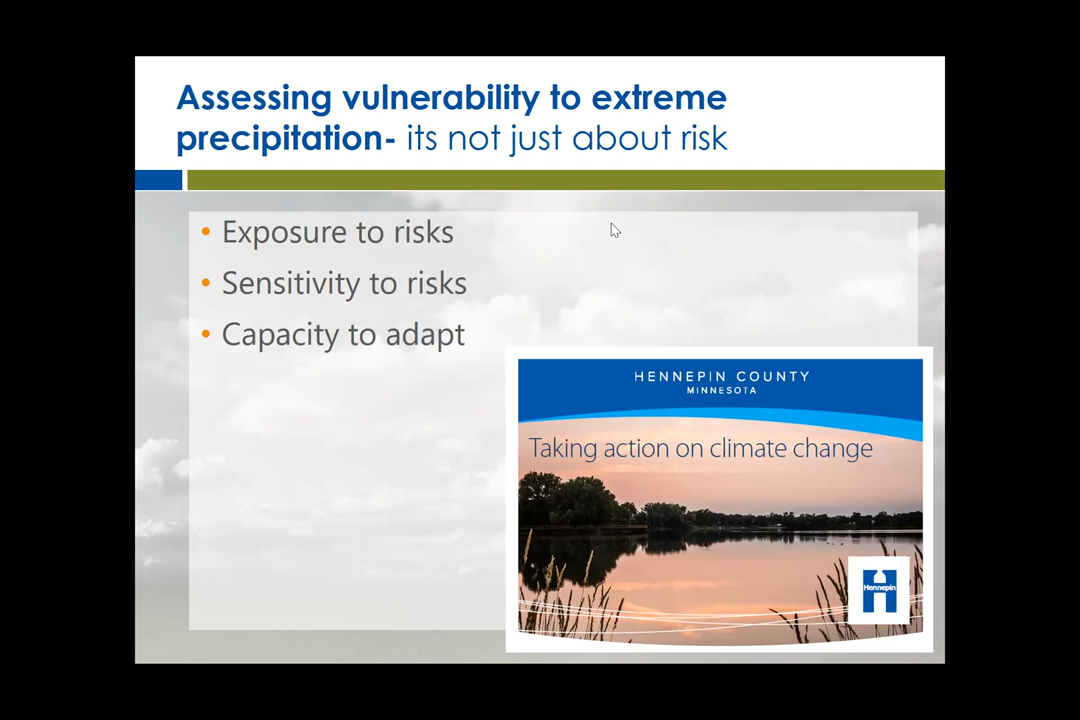 Assessing vulnerability to extreme
precipitation- its not just about risk
• Exposure to risks
• Sensitivity to risks
• Capacity to adapt
HENNEPIN COUNTY
MINNESOTA
Taking action on climate change
Hennepin